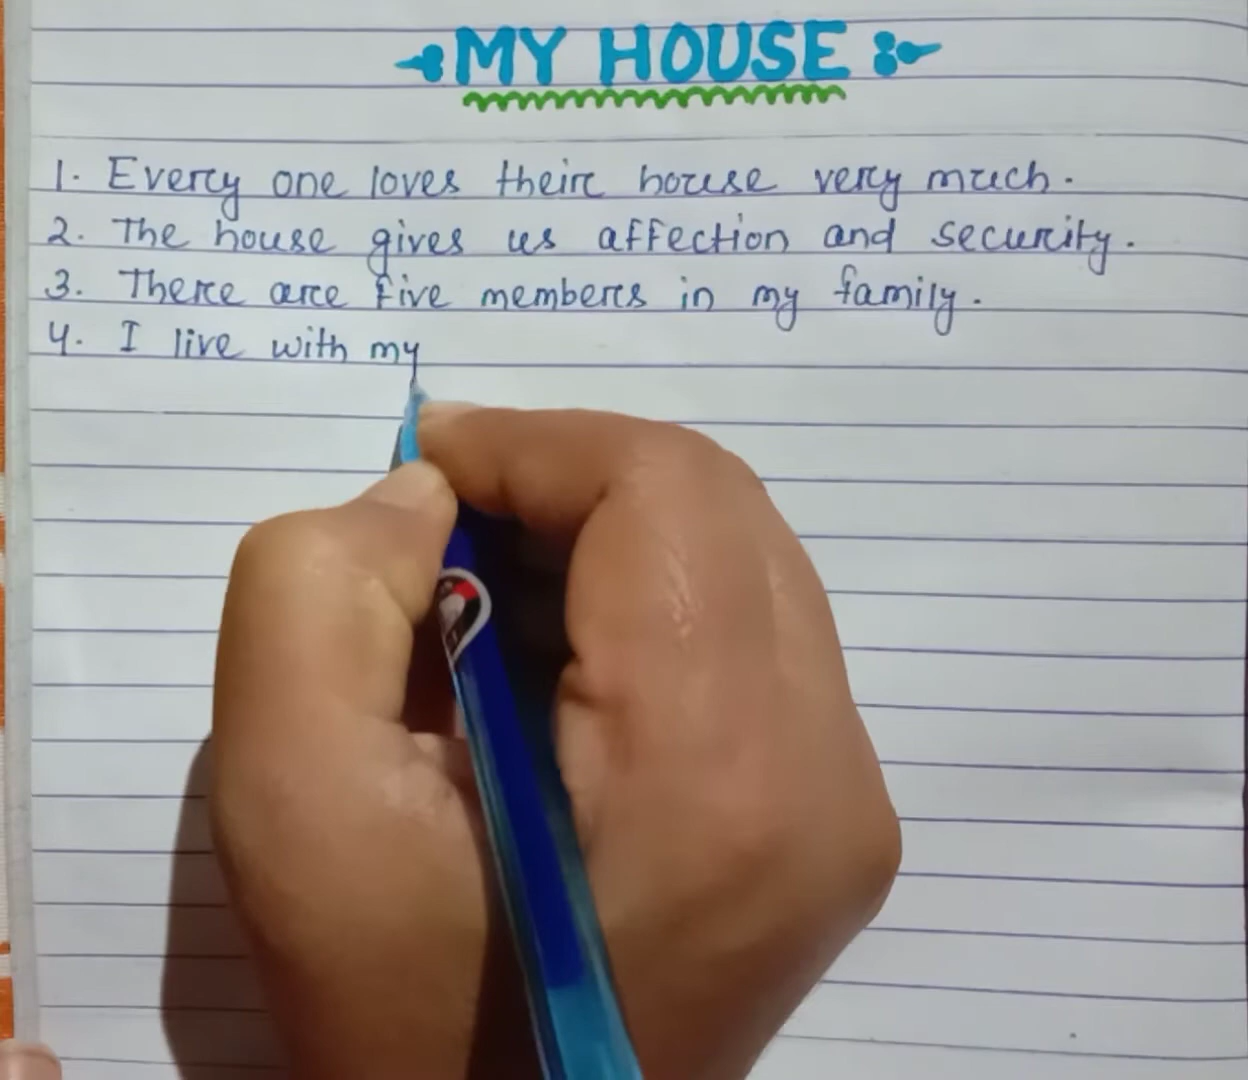 MY HOUSE
1. Every one loves their house very much.
2. The house gives us affection and security.
3. There are five members in my family.
4. I live with my